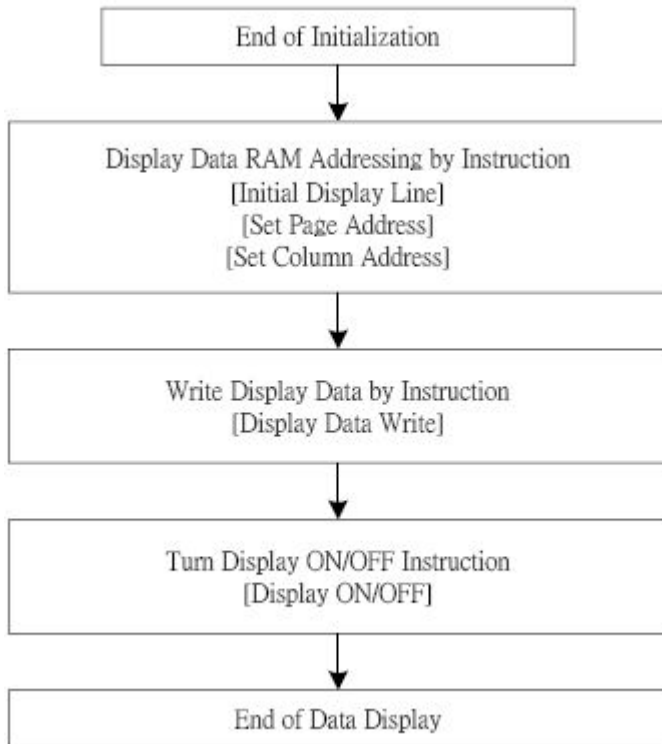 End of Initialization
Display Data RAM Addressing by Instruction
[Initial Display Line]
[Set Page Address]
[Set Column Address]
Write Display Data by Instruction
[Display Data Write]
Turn Display ON/OFF Instruction
[Display ON/OFF]
End of Data Display